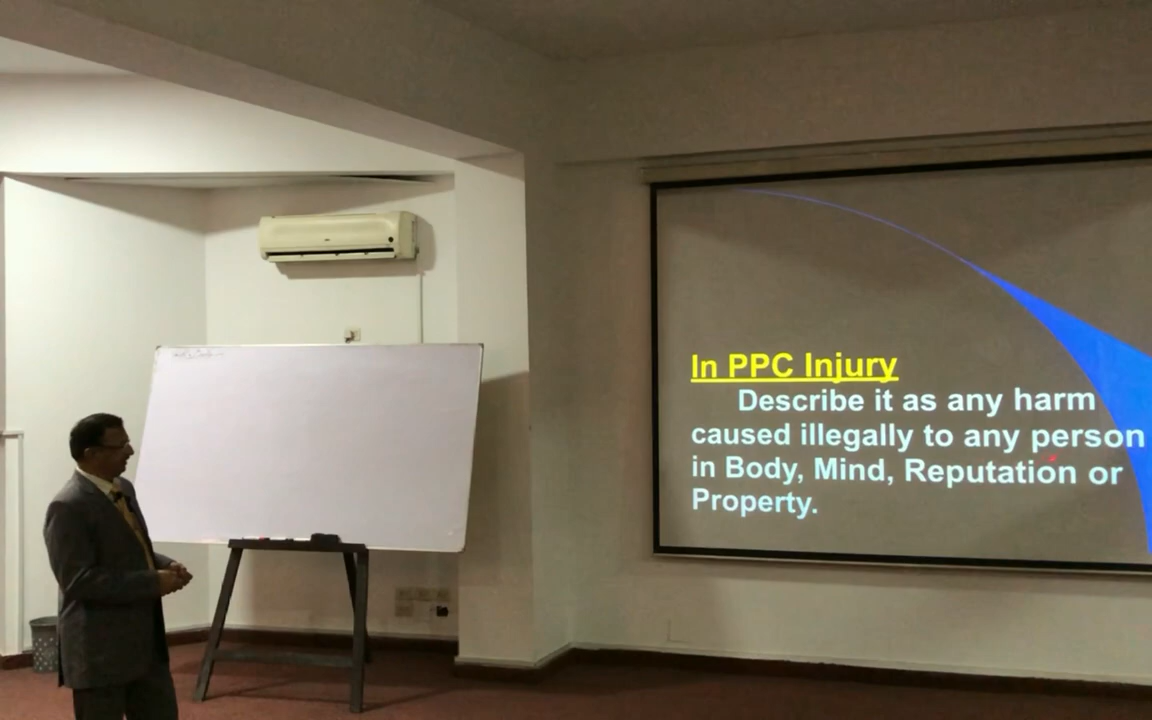 In PPC Injury
Describe it as any harm
caused illegally to any person
in Body, Mind, Reputation or
Property.